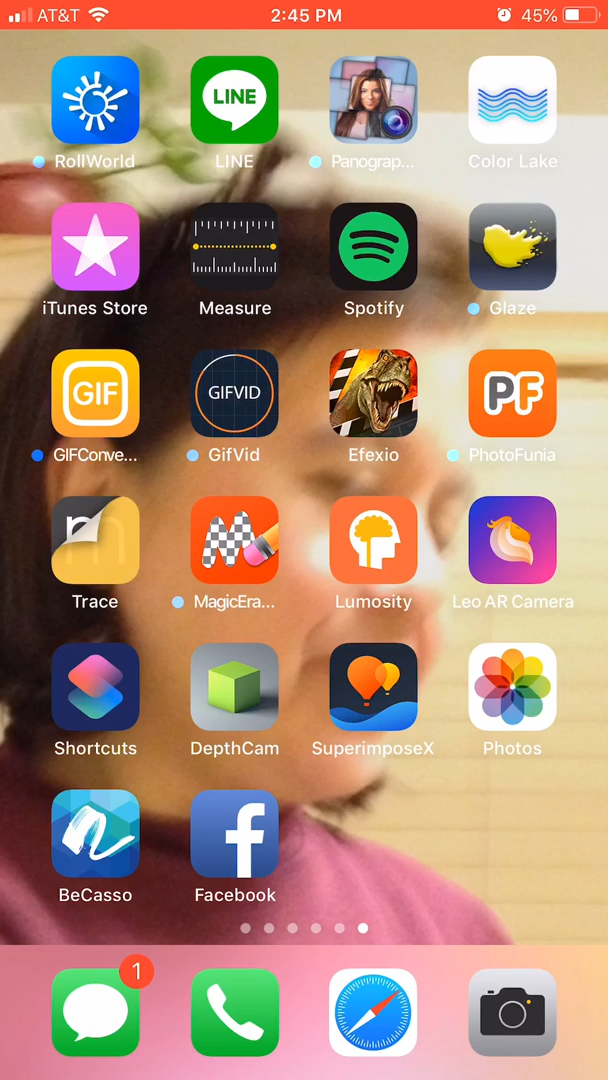 AT&T 2:45 PM 45%
LINE
RollWorld LINE Panograp... Color Lake
iTunes Store Measure Spotify Glaze
GIF GIFVID PF
GIFConve... GifVid Efexio PhotoFunia
m m M
Trace MagicEra... Lumosity Leo AR Camera
Shortcuts DepthCam SuperimposeX Photos
f
BeCasso Facebook
1